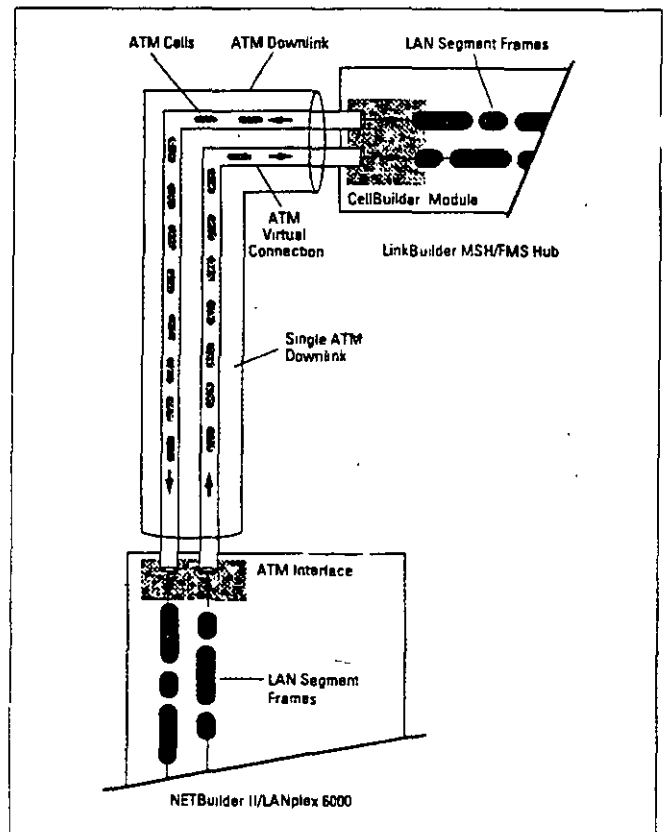 ATM Cells
ATM Downlink
LAN Segment Frames
CellBuilder Module
ATM
Virtual
Connection
LinkBuilder MSH/FMS Hub
Single ATM
Downlink
ATM Interface
LAN Segment
Frames
NETBuilder II/LANplex 6000